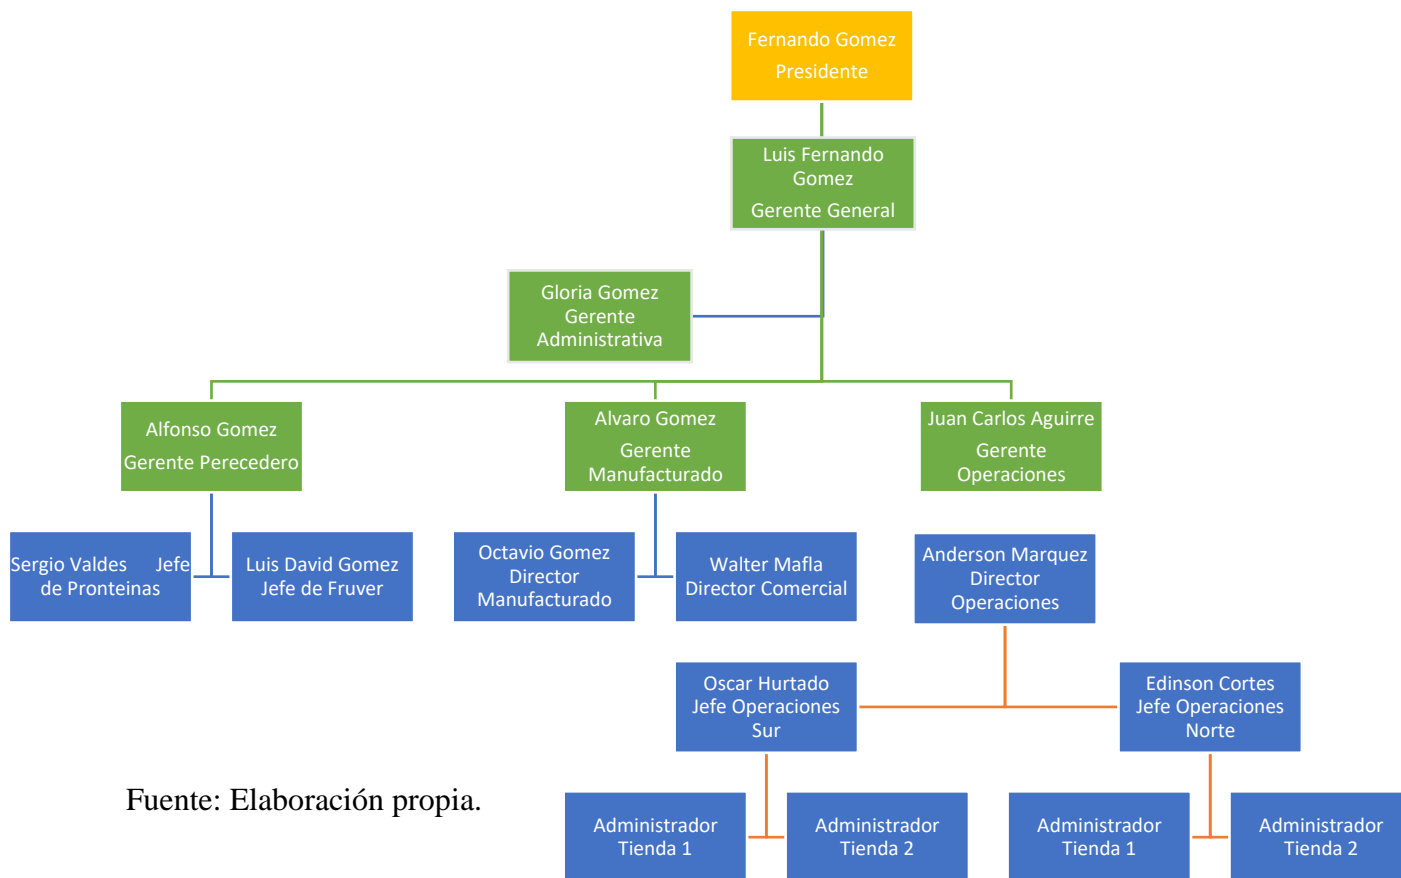 Fernando Gomez
Presidente
Luis Fernando
Gomez
Gerente General
Gloria Gomez
Gerente
Administrativa
Alfonso Gomez
Gerente Perecedero
Alvaro Gomez
Gerente
Manufacturado
Juan Carlos Aguirre
Gerente
Operaciones
Sergio Valdes Jefe
de Pronteinas
Luis David Gomez
Jefe de Fruver
Octavio Gomez
Director
Manufacturado
Walter Mafla
Director Comercial
Anderson Marquez
Director
Operaciones
Oscar Hurtado
Jefe Operaciones
Sur
Edinson Cortes
Jefe Operaciones
Norte
Fuente: Elaboración propia.
Administrador
Tienda 1
Administrador
Tienda 2
Administrador
Tienda 1
Administrador
Tienda 2